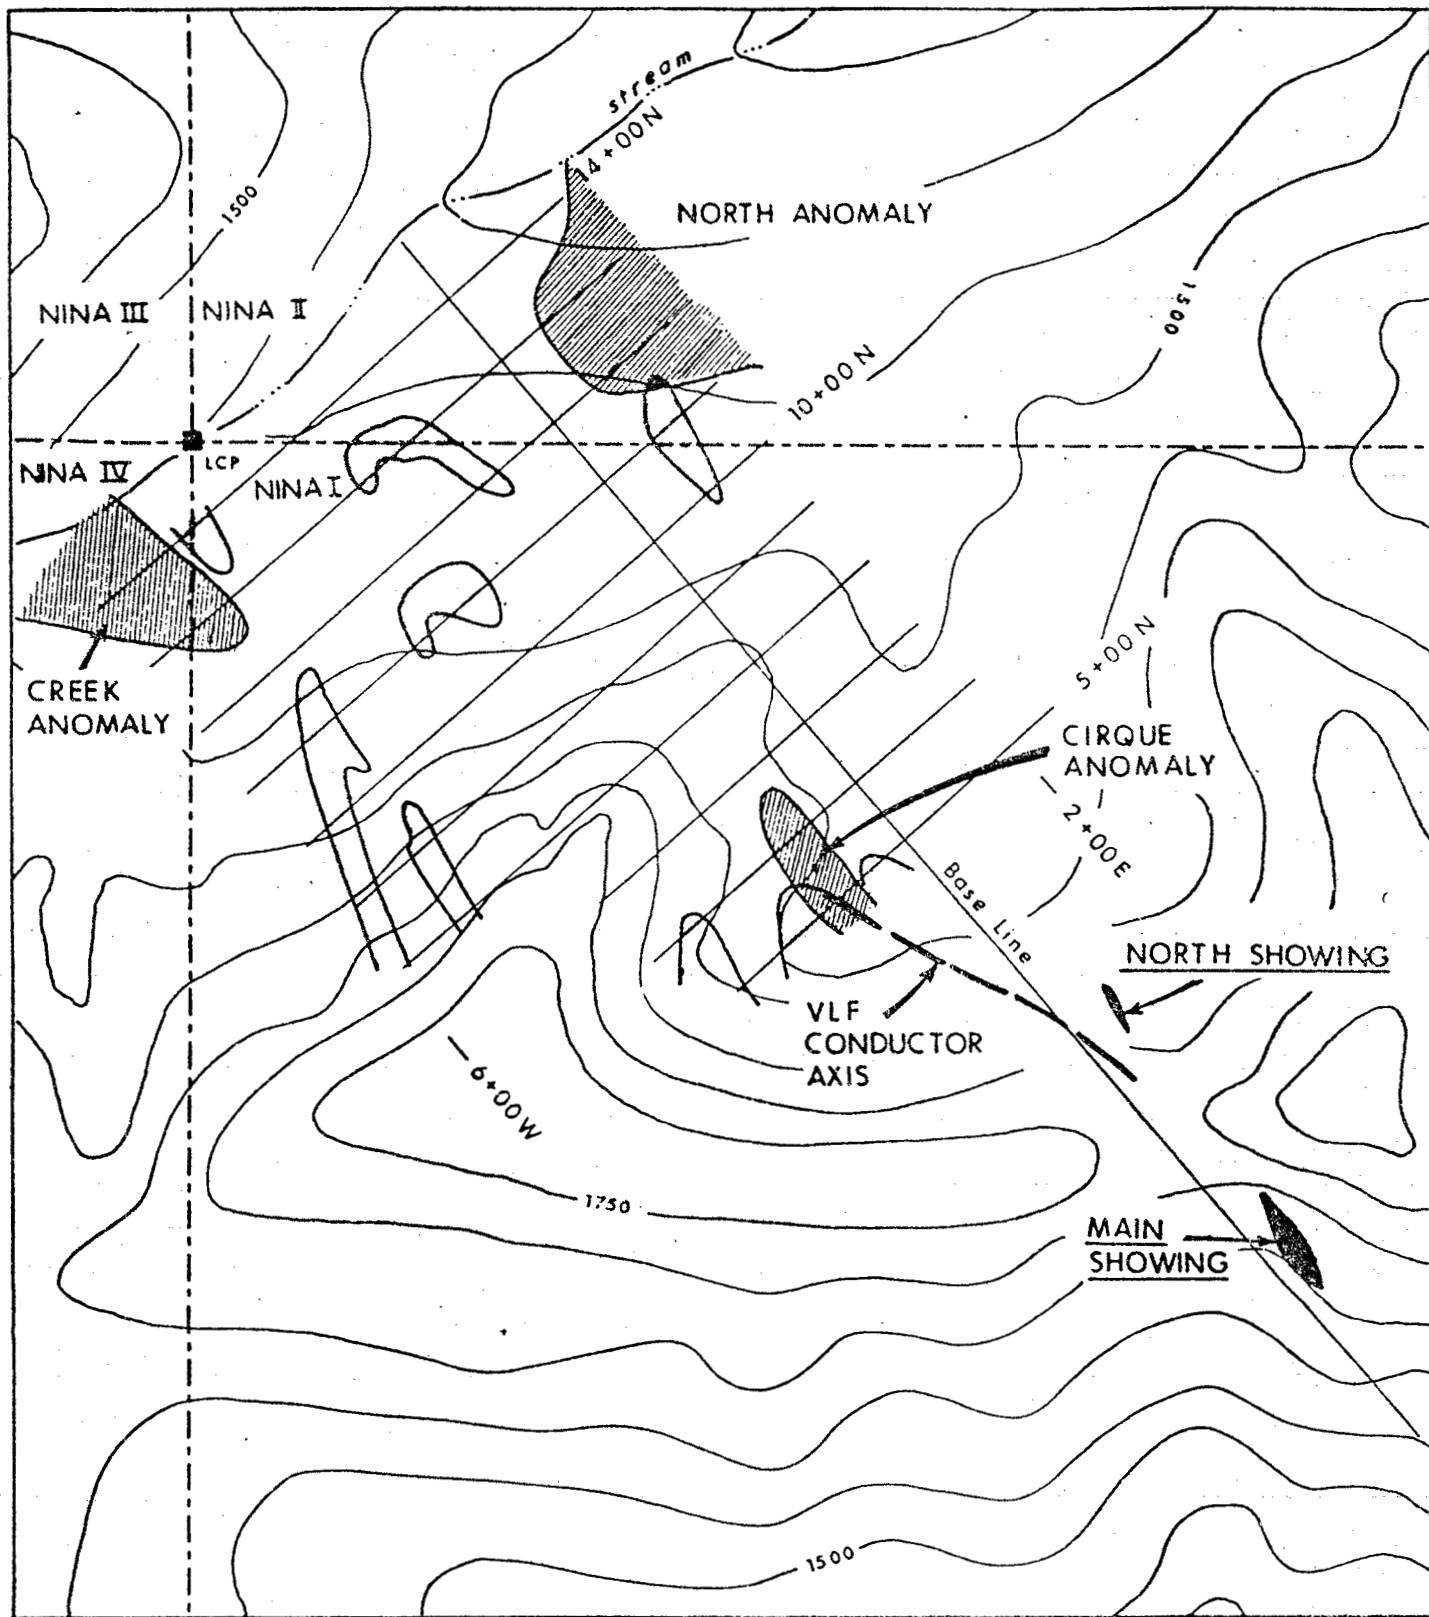 stream
14+00N
1500
NORTH ANOMALY
NINA III
NINA II
1500
10+00N
NINA IV
LCP
NINA I
5+00N
CREEK
ANOMALY
CIRQUE
ANOMALY
2+00E
Base Line
NORTH SHOWING
VLF
CONDUCTOR
AXIS
6+00W
1750
MAIN
SHOWING
1500